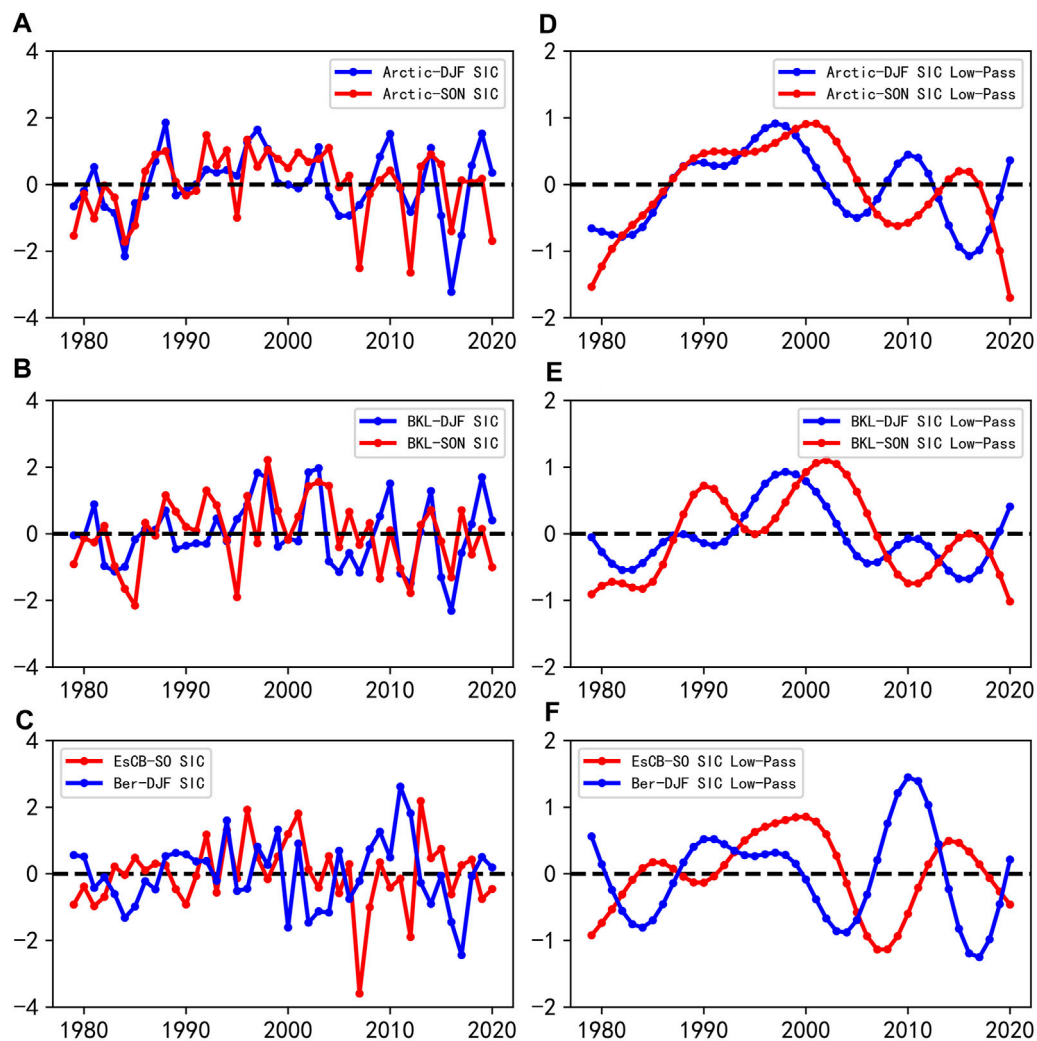 A
4
2
0
−2
−4
1980 1990 2000 2010 2020
Arctic-DJF SIC
Arctic-SON SIC
D
2
1
0
−1
−2
1980 1990 2000 2010 2020
Arctic-DJF SIC Low-Pass
Arctic-SON SIC Low-Pass
B
4
2
0
−2
−4
1980 1990 2000 2010 2020
BKL-DJF SIC
BKL-SON SIC
E
2
1
0
−1
−2
1980 1990 2000 2010 2020
BKL-DJF SIC Low-Pass
BKL-SON SIC Low-Pass
C
4
2
0
−2
−4
1980 1990 2000 2010 2020
EsCB-SO SIC
Ber-DJF SIC
F
2
1
0
−1
−2
1980 1990 2000 2010 2020
EsCB-SO SIC Low-Pass
Ber-DJF SIC Low-Pass